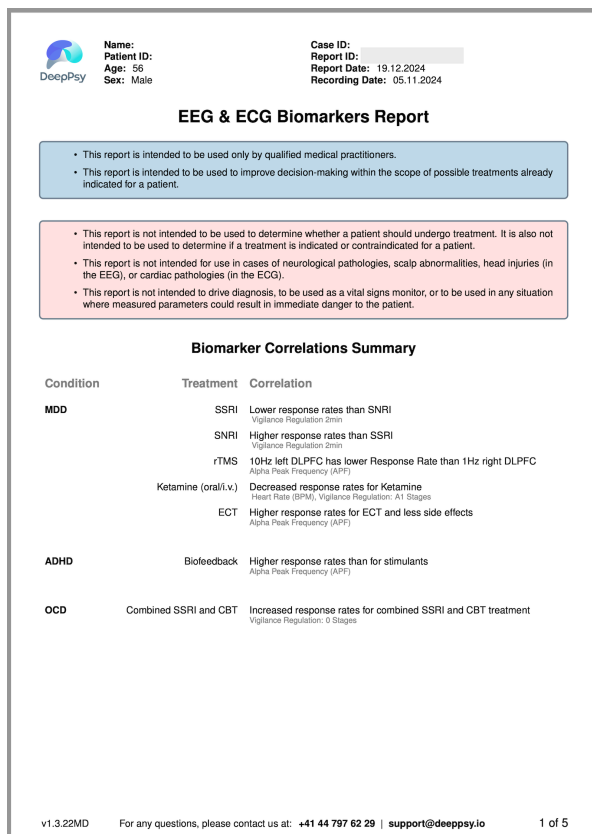 DeepPsy
Name:
Patient ID:
Age: 56
Sex: Male
Case ID:
Report ID:
Report Date: 19.12.2024
Recording Date: 05.11.2024
EEG & ECG Biomarkers Report
• This report is intended to be used only by qualified medical practitioners.
• This report is intended to be used to improve decision-making within the scope of possible treatments already
indicated for a patient.
• This report is not intended to be used to determine whether a patient should undergo treatment. It is also not
intended to be used to determine if a treatment is indicated or contraindicated for a patient.
• This report is not intended for use in cases of neurological pathologies, scalp abnormalities, head injuries (in
the EEG), or cardiac pathologies (in the ECG).
• This report is not intended to drive diagnosis, to be used as a vital signs monitor, or to be used in any situation
where measured parameters could result in immediate danger to the patient.
Biomarker Correlations Summary
Condition Treatment Correlation
MDD SSRI Lower response rates than SNRI
Vigilance Regulation 2min
SNRI Higher response rates than SSRI
Vigilance Regulation 2min
rTMS 10Hz left DLPFC has lower Response Rate than 1Hz right DLPFC
Alpha Peak Frequency (APF)
Ketamine (oral/i.v.) Decreased response rates for Ketamine
Heart Rate (BPM), Vigilance Regulation: A1 Stages
ECT Higher response rates for ECT and less side effects
Alpha Peak Frequency (APF)
ADHD Biofeedback Higher response rates than for stimulants
Alpha Peak Frequency (APF)
OCD Combined SSRI and CBT Increased response rates for combined SSRI and CBT treatment
Vigilance Regulation: 0 Stages
v1.3.22MD For any questions, please contact us at: +41 44 797 62 29 | support@deeppsy.io 1 of 5